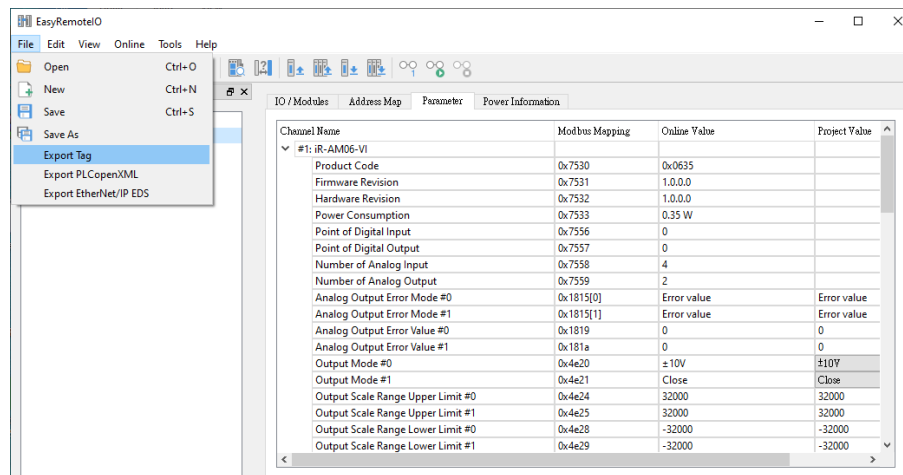 EasyRemoteIO
File Edit View Online Tools Help
Open Ctrl+O
New Ctrl+N
Save Ctrl+S
Save As
Export Tag
Export PLCopenXML
Export EtherNet/IP EDS
IO / Modules Address Map Parameter Power Information
Channel Name Modbus Mapping Online Value Project Value
#1: iR-AM06-VI
Product Code 0x7530 0x0635
Firmware Revision 0x7531 1.0.0.0
Hardware Revision 0x7532 1.0.0.0
Power Consumption 0x7533 0.35 W
Point of Digital Input 0x7556 0
Point of Digital Output 0x7557 0
Number of Analog Input 0x7558 4
Number of Analog Output 0x7559 2
Analog Output Error Mode #0 0x1815[0] Error value Error value
Analog Output Error Mode #1 0x1815[1] Error value Error value
Analog Output Error Value #0 0x1819 0 0
Analog Output Error Value #1 0x181a 0 0
Output Mode #0 0x4e20 ±10V ±10V
Output Mode #1 0x4e21 Close Close
Output Scale Range Upper Limit #0 0x4e24 32000 32000
Output Scale Range Upper Limit #1 0x4e25 32000 32000
Output Scale Range Lower Limit #0 0x4e28 -32000 -32000
Output Scale Range Lower Limit #1 0x4e29 -32000 -32000